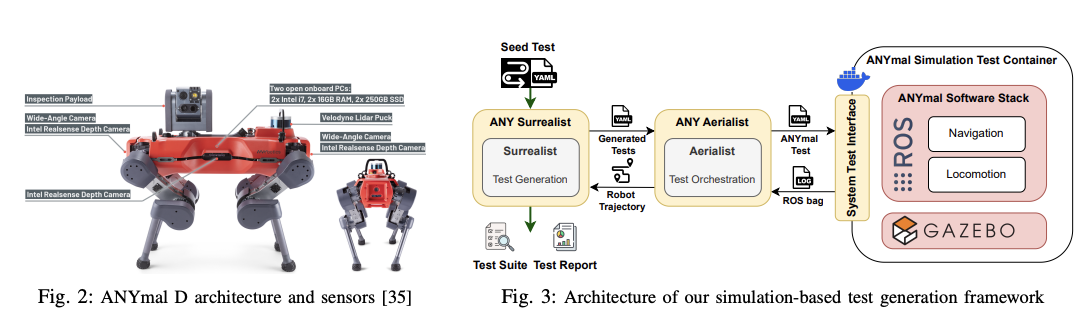 Inspection Payload
Wide-Angle Camera
Intel Realsense Depth Camera
Intel Realsense Depth Camera
Two open onboard PCs:
2x Intel i7, 2x 16GB RAM, 2x 250GB SSD
Velodyne Lidar Puck
Wide-Angle Camera
Intel Realsense Depth Camera
Fig. 2: ANYmal D architecture and sensors [35]
Seed Test
YAML
ANY Surrealist
Surrealist
Test Generation
YAML
Generated
Tests
Robot
Trajectory
Test Suite
Test Report
ANY Aerialist
Aerialist
Test Orchestration
YAML
ANYmal
Test
LOG
ROS bag
System Test Interface
ANYmal Simulation Test Container
ANYmal Software Stack
ROS
Navigation
Locomotion
GAZEBO
Fig. 3: Architecture of our simulation-based test generation framework